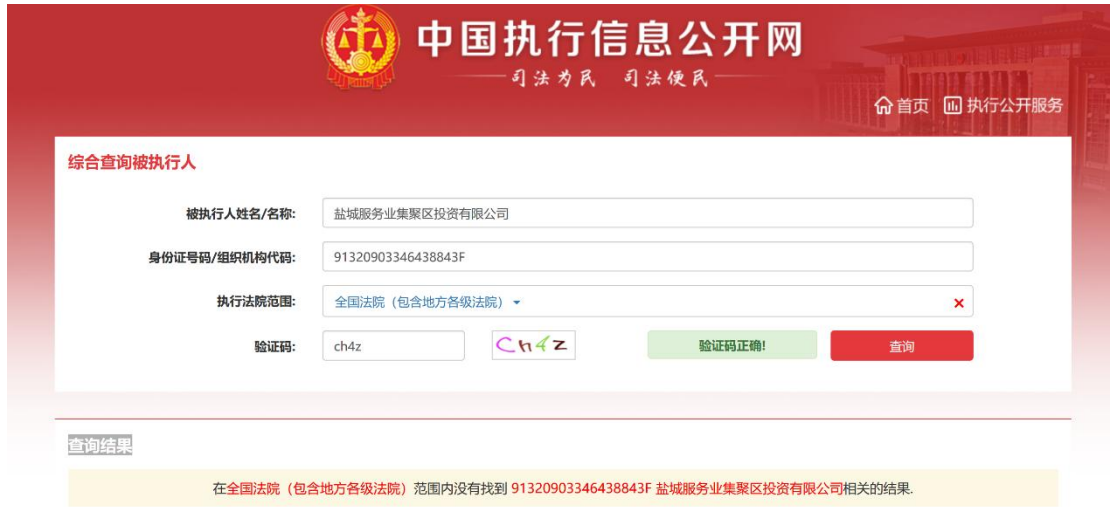 中国执行信息公开网
司法为民 司法便民
首页 执行公开服务
综合查询被执行人
被执行人姓名/名称: 盐城服务业集聚区投资有限公司
身份证号码/组织机构代码: 91320903346438843F
执行法院范围: 全国法院（包含地方各级法院）
验证码: ch4z Ch4z 验证码正确! 查询
查询结果
在全国法院（包含地方各级法院）范围内没有找到 91320903346438843F 盐城服务业集聚区投资有限公司相关的结果.